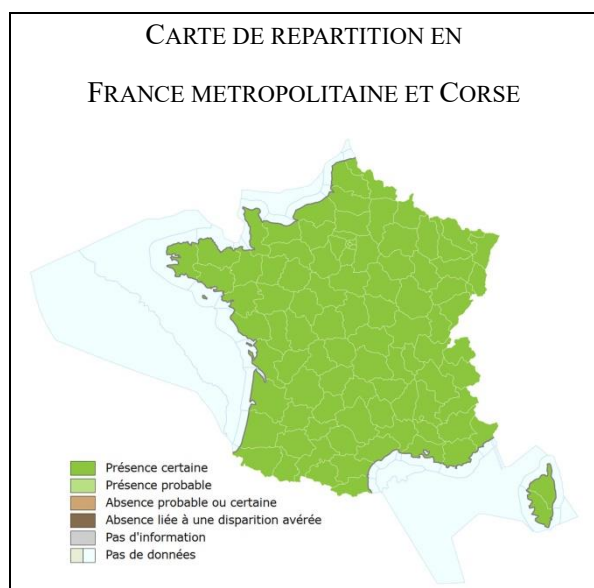 CARTE DE REPARTITION EN
FRANCE METROPOLITAINE ET CORSE
Présence certaine
Présence probable
Absence probable ou certaine
Absence liée à une disparition avérée
Pas d'information
Pas de données